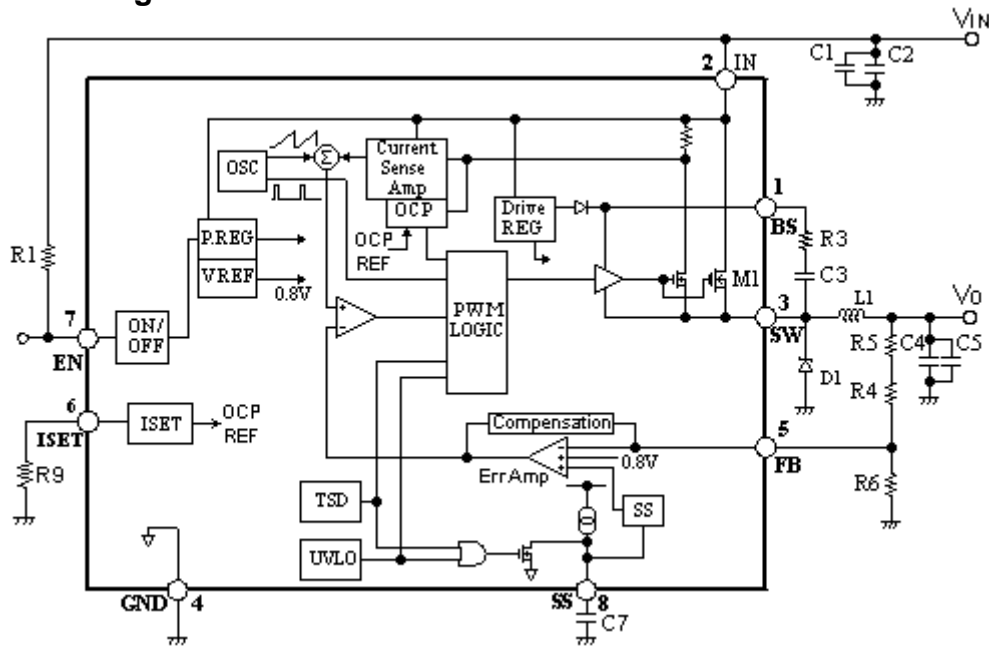 VIN
C1
C2
2
IN
Current
Sense
Amp
OSC
Σ
OCP
Drive
REG
1
BS
R3
C3
R1
P.REG
VREF
0.8V
OCP
REF
M1
L1
VO
+
-
PWM
LOGIC
3
SW
R5
C4
C5
7
EN
ON/
OFF
D1
R4
6
ISET
ISET
OCP
REF
Compensation
5
FB
-
+
+
0.8V
ErrAmp
R9
R6
TSD
SS
UVLO
GND
4
SS
8
C7